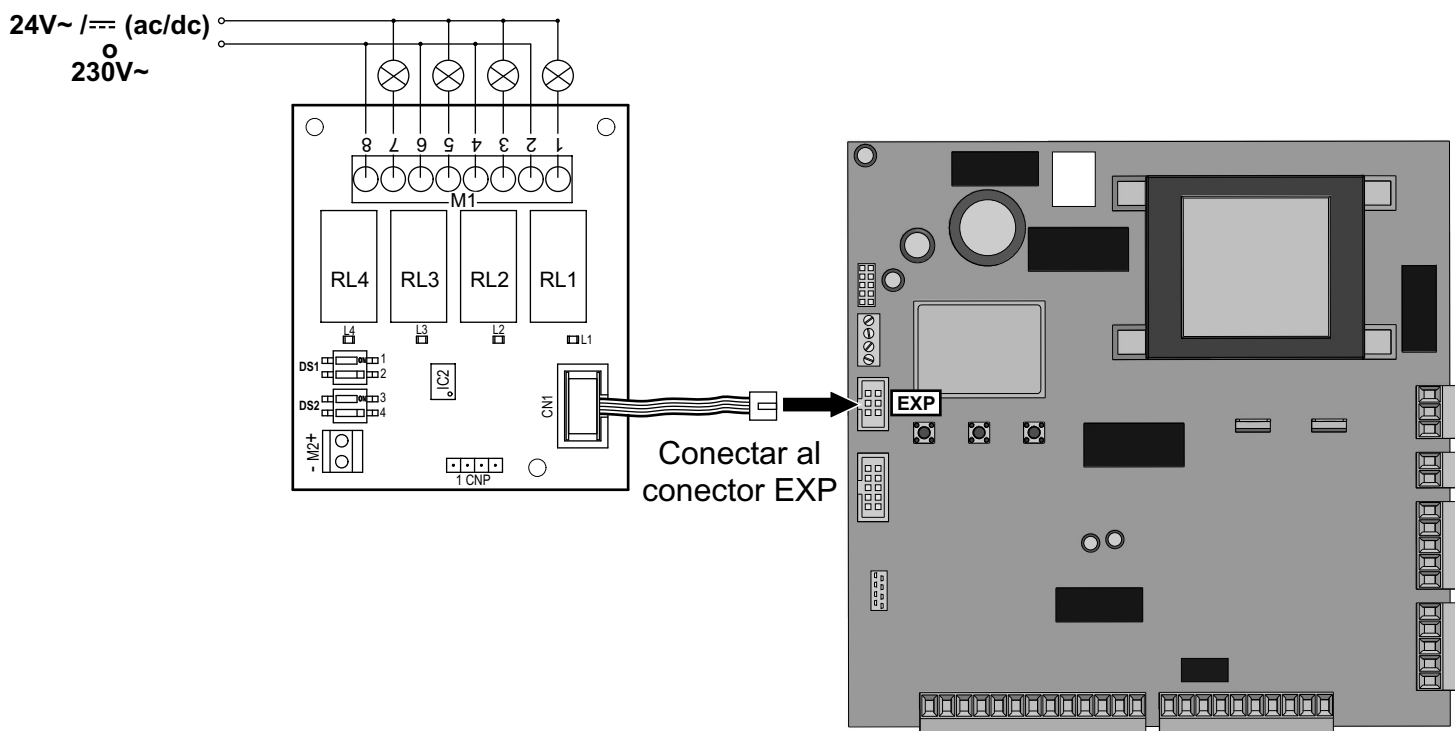 24V~ /⎓ (ac/dc)
o
230V~
8 7 6 5 4 3 2 1
M1
RL4 RL3 RL2 RL1
L4 L3 L2 L1
DS1 ON 1
2
DS2 ON 3
4
IC2
CN1
- M2+
1 CNP
EXP
Conectar al
conector EXP